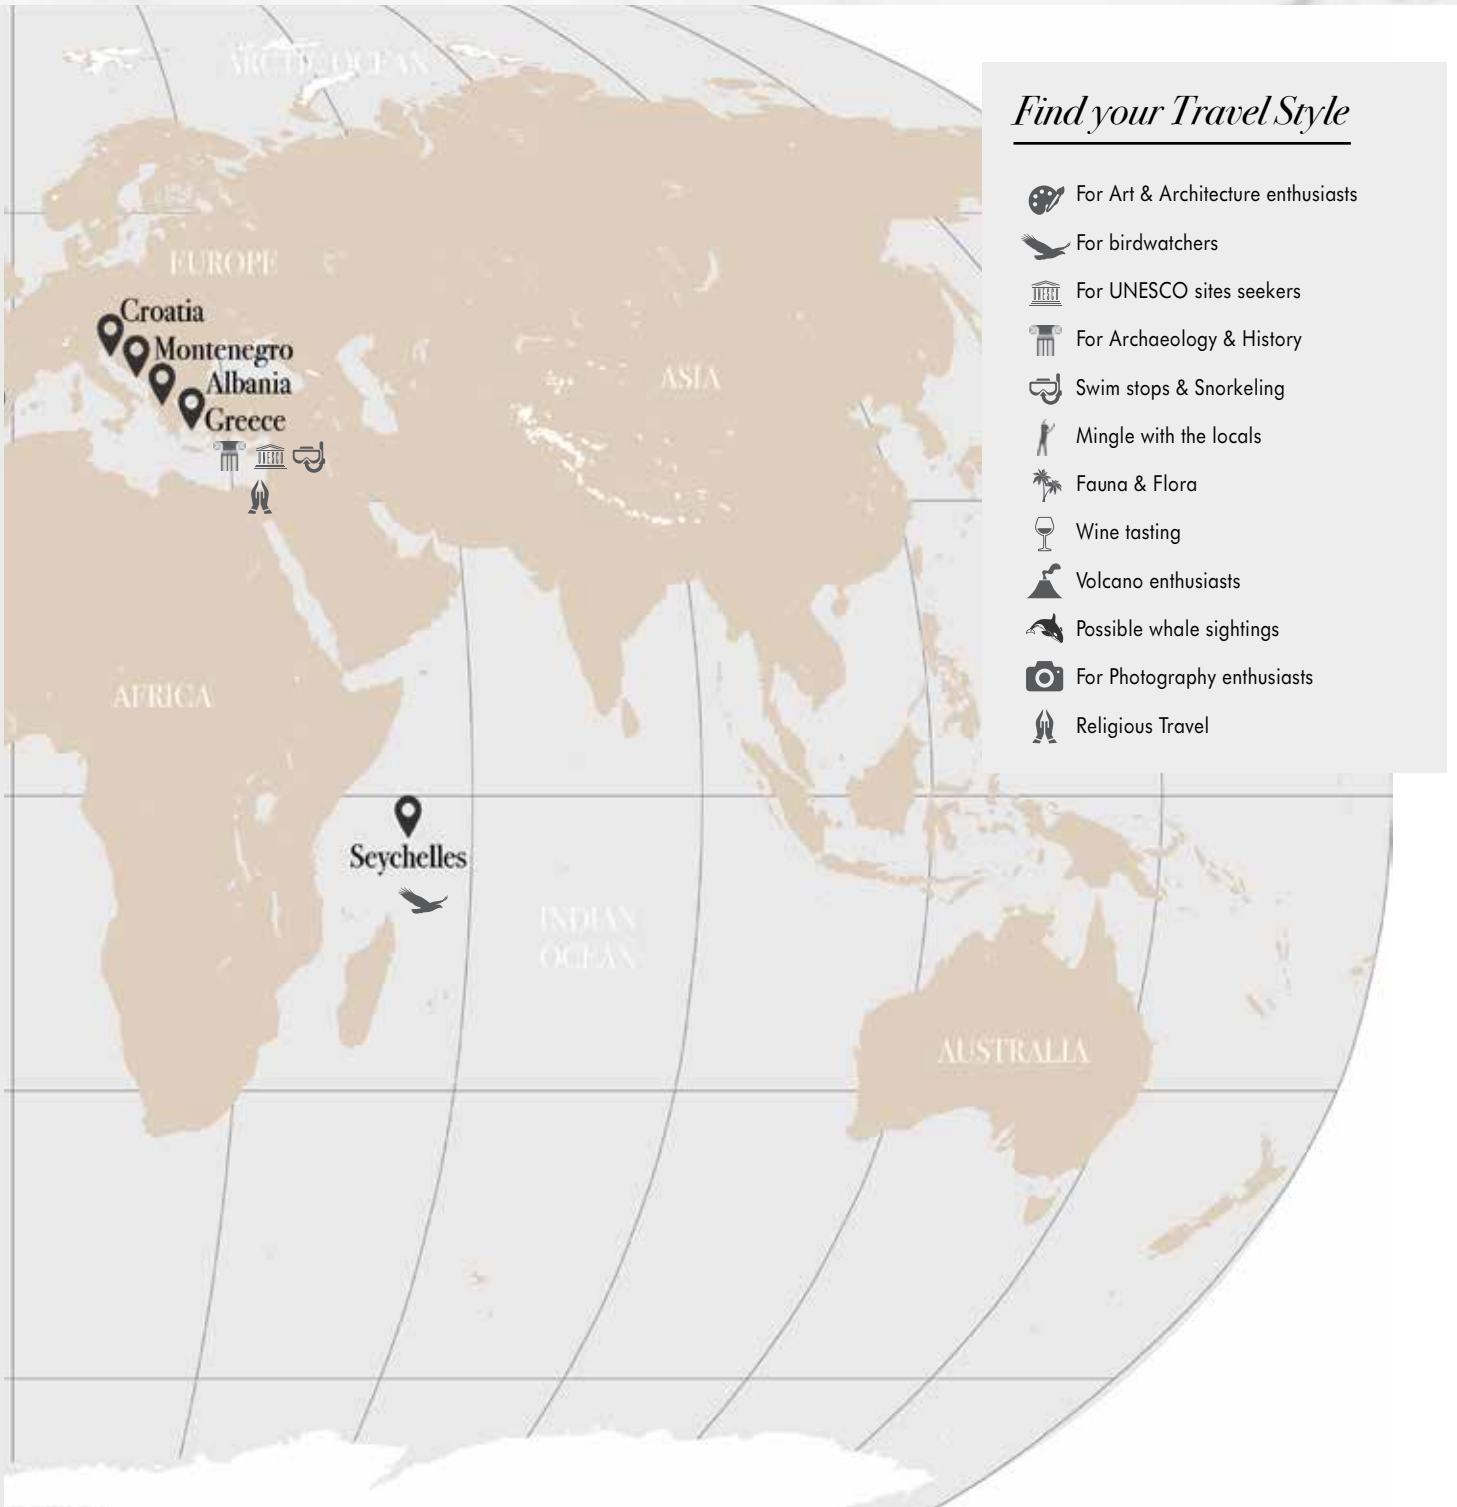 ARCTIC OCEAN
EUROPE
Croatia
Montenegro
Albania
Greece
UNESCO
ASIA
AFRICA
Seychelles
INDIAN
OCEAN
AUSTRALIA
Find your Travel Style
For Art & Architecture enthusiasts
For birdwatchers
UNESCO For UNESCO sites seekers
For Archaeology & History
Swim stops & Snorkeling
Mingle with the locals
Fauna & Flora
Wine tasting
Volcano enthusiasts
Possible whale sightings
For Photography enthusiasts
Religious Travel